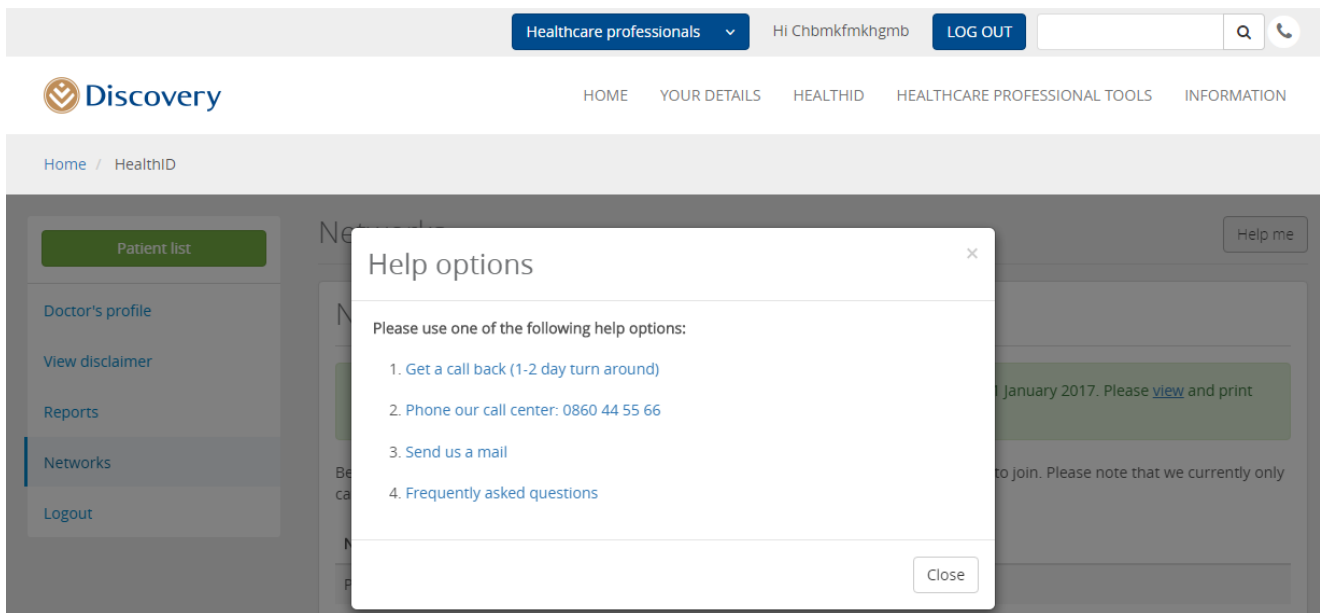 Healthcare professionals
Hi Chbmkfmkhgmb
LOG OUT
Discovery
HOME YOUR DETAILS HEALTHID HEALTHCARE PROFESSIONAL TOOLS INFORMATION
Home / HealthID
Patient list
Doctor's profile
View disclaimer
Reports
Networks
Logout
Help me
Help options
×
Please use one of the following help options:
1. Get a call back (1-2 day turn around)
2. Phone our call center: 0860 44 55 66
3. Send us a mail
4. Frequently asked questions
Close
January 2017. Please view and print
to join. Please note that we currently only